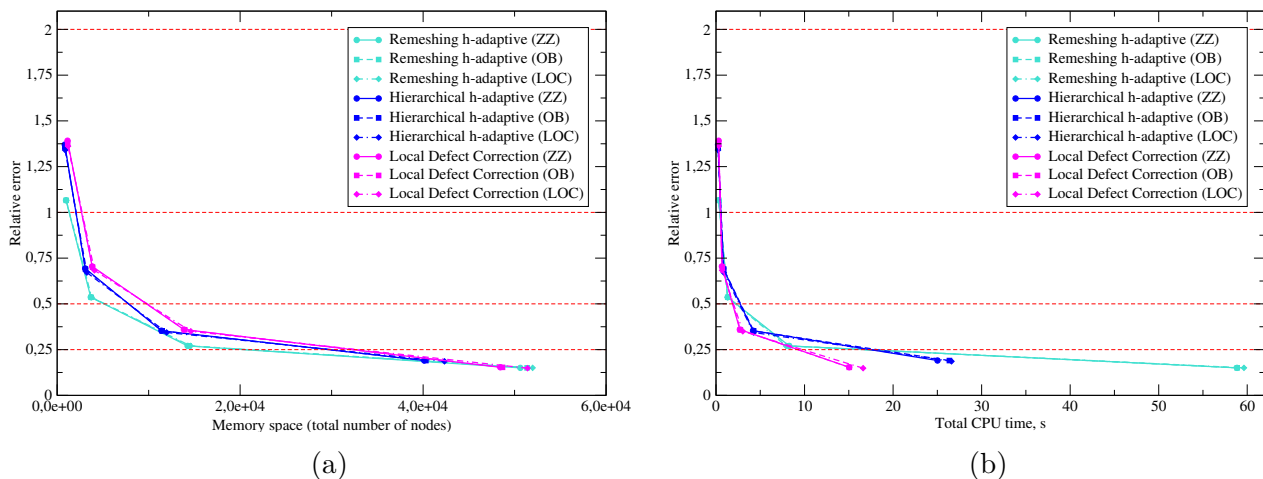 2
1,75
1,5
1,25
1
0,75
0,5
0,25
0
Relative error
Remeshing h-adaptive (ZZ)
Remeshing h-adaptive (OB)
Remeshing h-adaptive (LOC)
Hierarchical h-adaptive (ZZ)
Hierarchical h-adaptive (OB)
Hierarchical h-adaptive (LOC)
Local Defect Correction (ZZ)
Local Defect Correction (OB)
Local Defect Correction (LOC)
0,0e+00 2,0e+04 4,0e+04 6,0e+04
Memory space (total number of nodes)
(a)
2
1,75
1,5
1,25
1
0,75
0,5
0,25
0
Relative error
Remeshing h-adaptive (ZZ)
Remeshing h-adaptive (OB)
Remeshing h-adaptive (LOC)
Hierarchical h-adaptive (ZZ)
Hierarchical h-adaptive (OB)
Hierarchical h-adaptive (LOC)
Local Defect Correction (ZZ)
Local Defect Correction (OB)
Local Defect Correction (LOC)
0 10 20 30 40 50 60
Total CPU time, s
(b)